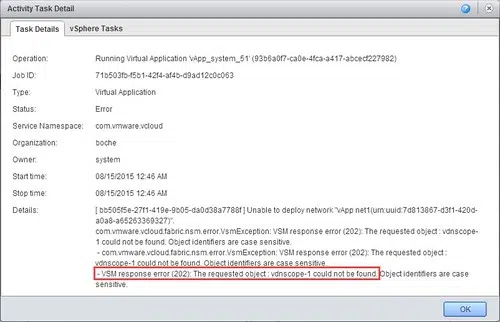 Activity Task Detail
Task Details
vSphere Tasks
Operation: Running Virtual Application 'vApp_system_51' (93b6a0f7-ca0e-4fca-a417-abcecf227982)
Job ID: 71b503fb-f5b1-42f4-af4b-d9ad12c0c063
Type: Virtual Application
Status: Error
Service Namespace: com.vmware.vcloud
Organization: boche
Owner: system
Start time: 08/15/2015 12:46 AM
Stop time: 08/15/2015 12:46 AM
Details: [ bb505f5e-27f1-419e-9b05-da0d38a7788f ] Unable to deploy network "vApp net1(urn:uuid:7d813867-d3f1-420d-
a0a8-a65263369327)".
com.vmware.vcloud.fabric.nsm.error.VsmException: VSM response error (202): The requested object : vdnscope-
1 could not be found. Object identifiers are case sensitive.
- com.vmware.vcloud.fabric.nsm.error.VsmException: VSM response error (202): The requested object :
vdnscope-1 could not be found. Object identifiers are case sensitive.
- VSM response error (202): The requested object : vdnscope-1 could not be found. Object identifiers are case
sensitive.
OK